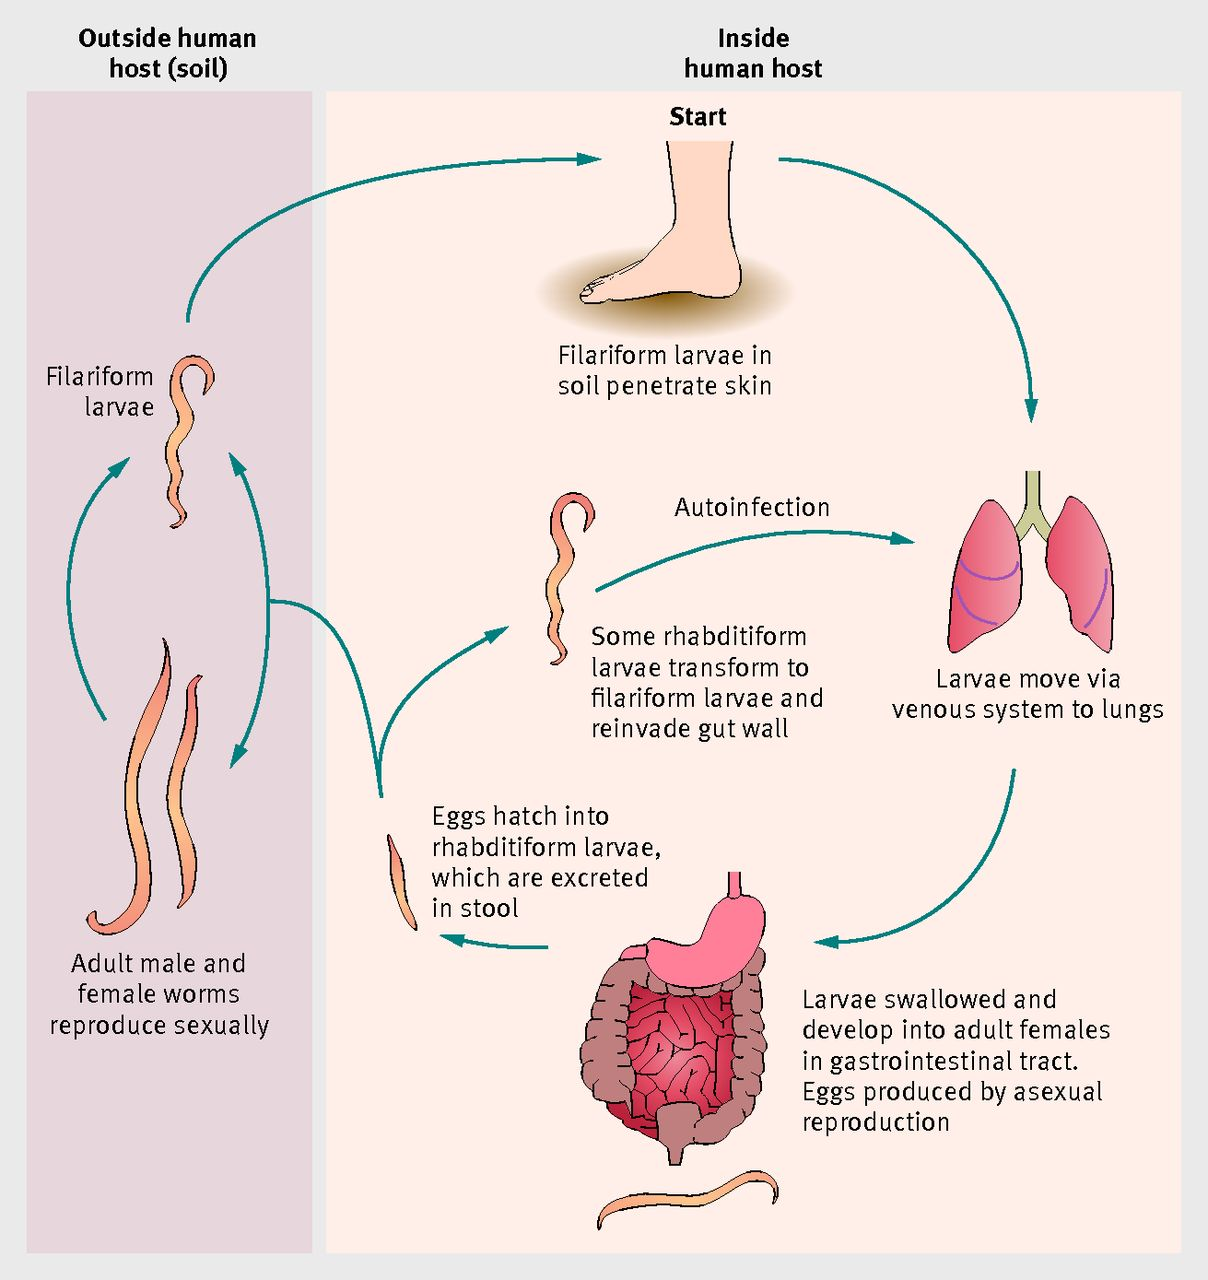 Outside human
host (soil)
Inside
human host
Start
Filariform larvae in
soil penetrate skin
Filariform
larvae
Autoinfection
Some rhabditiform
larvae transform to
filariform larvae and
reinvade gut wall
Larvae move via
venous system to lungs
Eggs hatch into
rhabditiform larvae,
which are excreted
in stool
Adult male and
female worms
reproduce sexually
Larvae swallowed and
develop into adult females
in gastrointestinal tract.
Eggs produced by asexual
reproduction